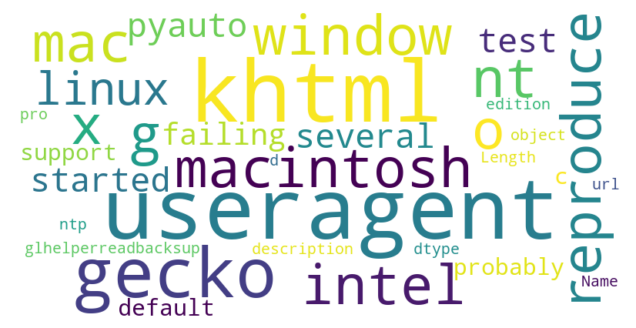 mac
pyauto
window
test
reproduce
linux
khtml
nt
edition
pro
x
g
failing
several
o
object
support
d
Length
started
macintosh
c
url
useragent
ntp
glhelperreadbacksup
description
dtype
gecko
intel
probably
Name
default